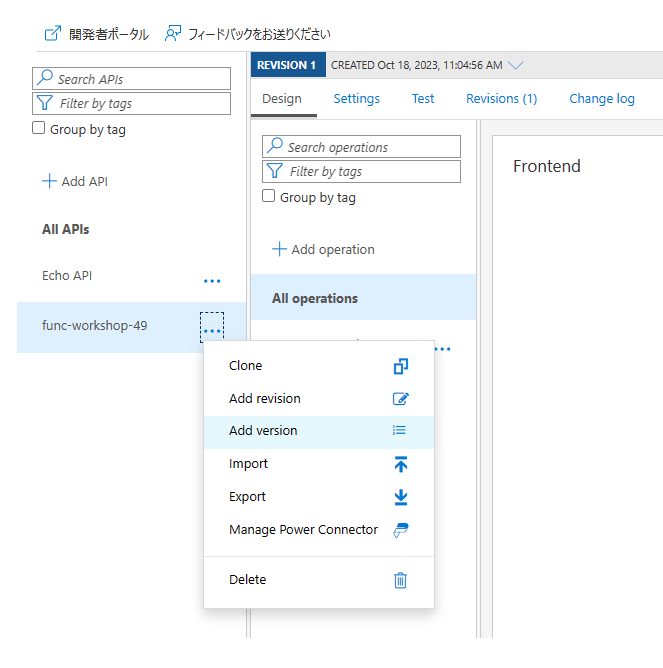 開発者ポータル フィードバックをお送りください
Search APIs
Filter by tags
Group by tag
Add API
All APIs
Echo API
func-workshop-49
REVISION 1 CREATED Oct 18, 2023, 11:04:56 AM
Design Settings Test Revisions (1) Change log
Search operations
Filter by tags
Group by tag
Add operation
All operations
Frontend
Clone
Add revision
Add version
Import
Export
Manage Power Connector
Delete